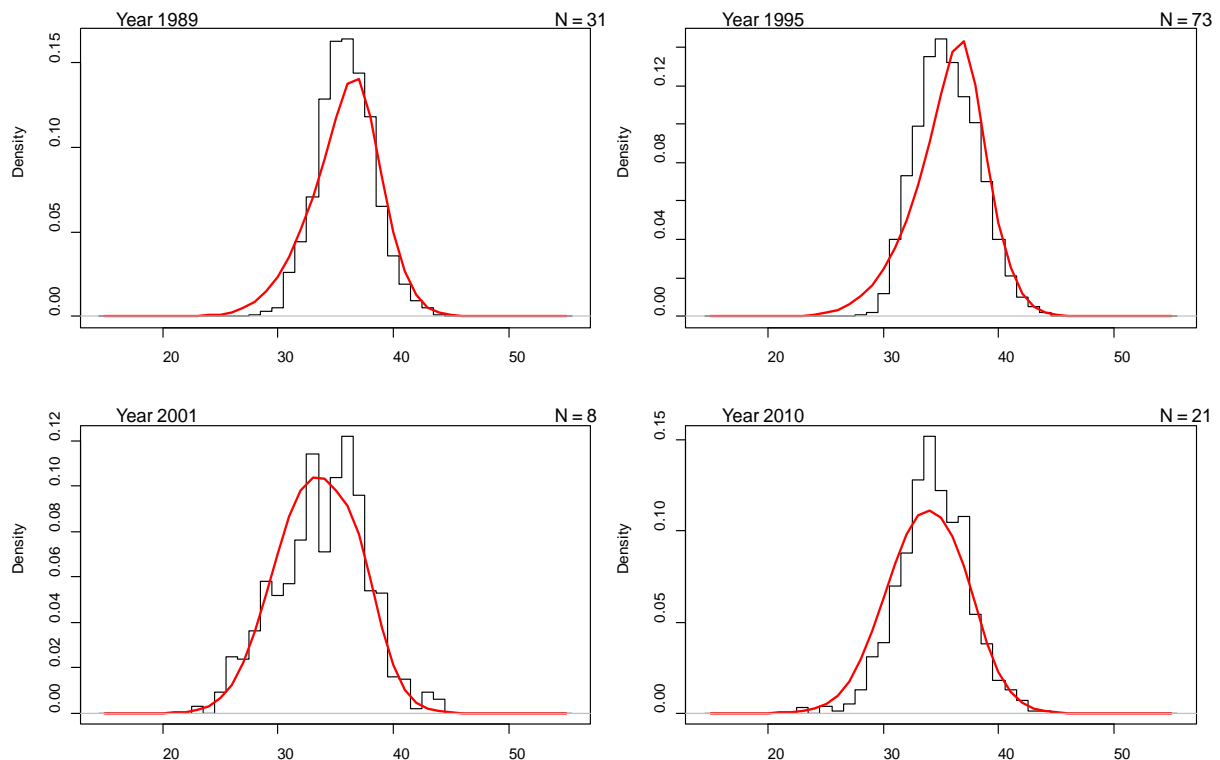 Year 1989 N = 31
Density
0.00 0.05 0.10 0.15
20 30 40 50
Year 1995 N = 73
Density
0.00 0.04 0.08 0.12
20 30 40 50
Year 2001 N = 8
Density
0.00 0.02 0.04 0.06 0.08 0.10 0.12
20 30 40 50
Year 2010 N = 21
Density
0.00 0.05 0.10 0.15
20 30 40 50